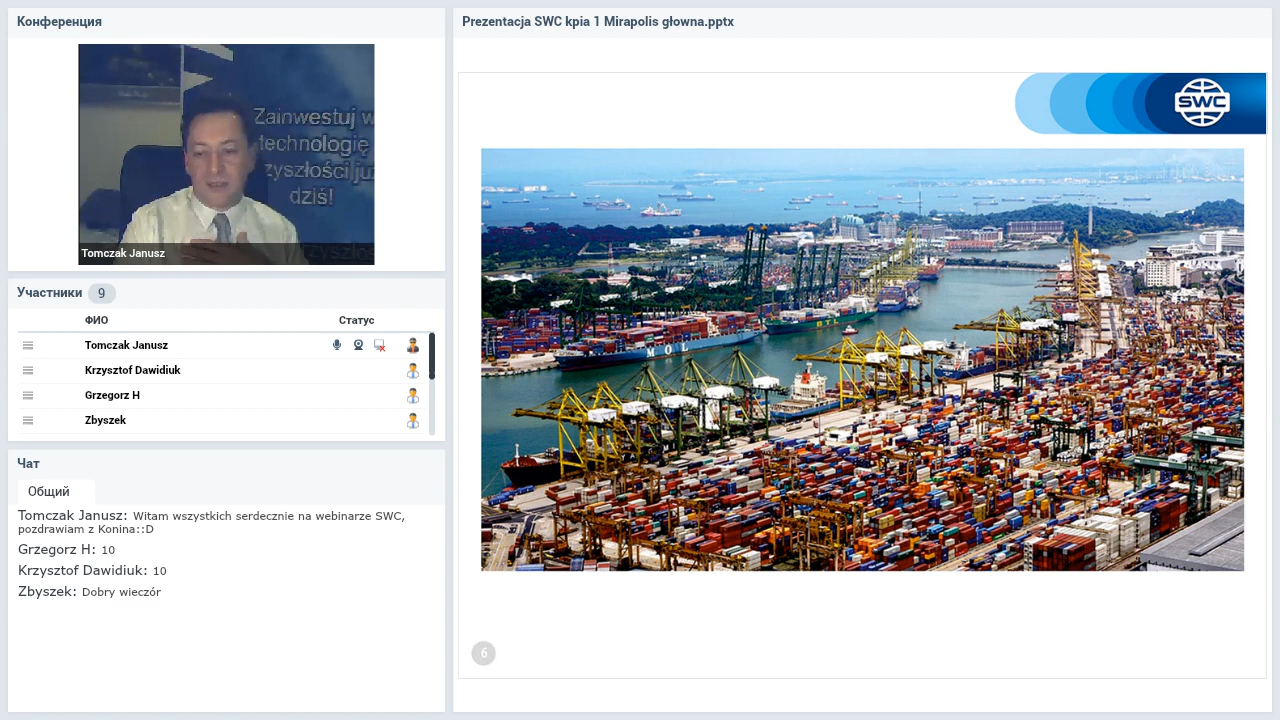 Конференция
Zainwestuj w
technologię
zyszłości już
dziś!
Tomczak Janusz
Участники 9
ФИО Статус
Tomczak Janusz
Krzysztof Dawidiuk
Grzegorz H
Zbyszek
Чат
Общий
Tomczak Janusz: Witam wszystkich serdecznie na webinarze SWC,
pozdrawiam z Konina::D
Grzegorz H: 10
Krzysztof Dawidiuk: 10
Zbyszek: Dobry wieczór
Prezentacja SWC kpia 1 Mirapolis głowna.pptx
SWC
MOL
6